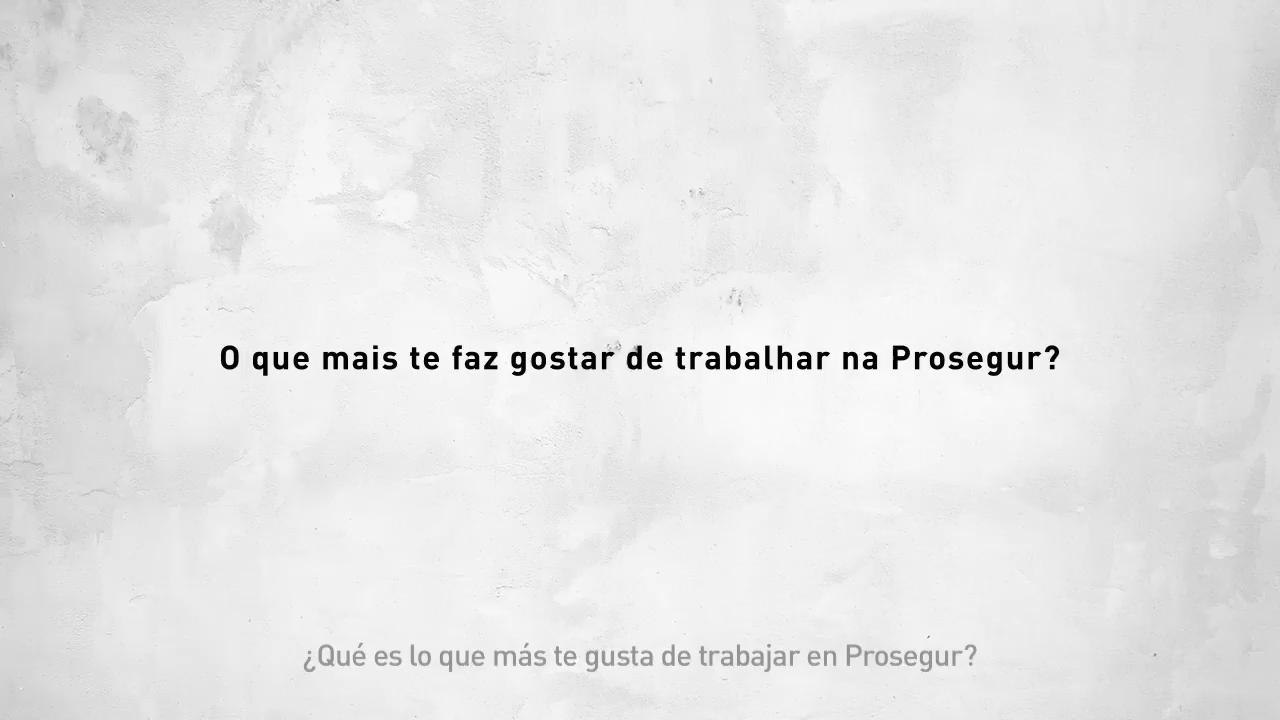 O que mais te faz gostar de trabalhar na Prosegur?
¿Qué es lo que más te gusta de trabajar en Prosegur?